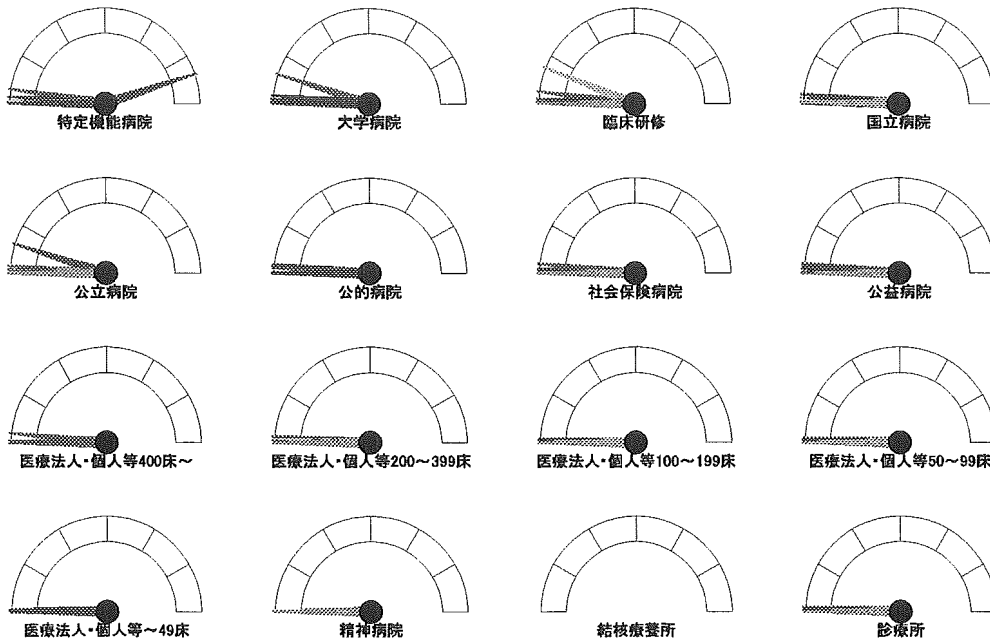 特定機能病院
大学病院
臨床研修
国立病院
公立病院
公的病院
社会保険病院
公益病院
医療法人・個人等400床～
医療法人・個人等200～399床
医療法人・個人等100～199床
医療法人・個人等50～99床
医療法人・個人等～49床
精神病院
結核療養所
診療所